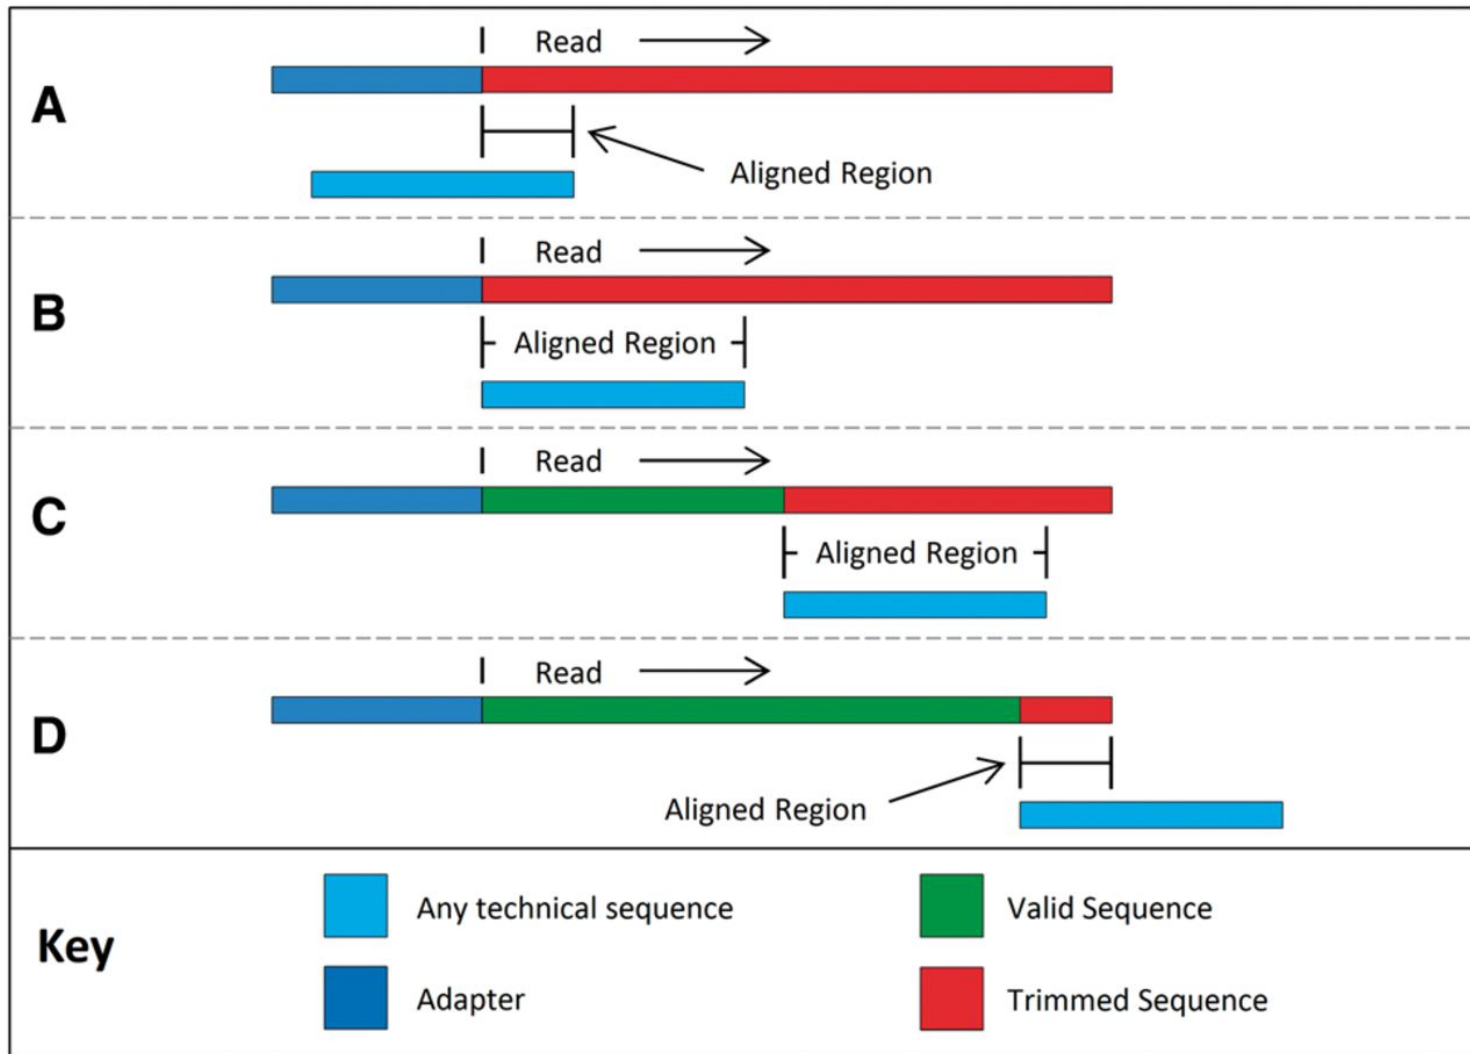 A
Read
Aligned Region
B
Read
Aligned Region
C
Read
Aligned Region
D
Read
Aligned Region
Key
Any technical sequence
Valid Sequence
Adapter
Trimmed Sequence